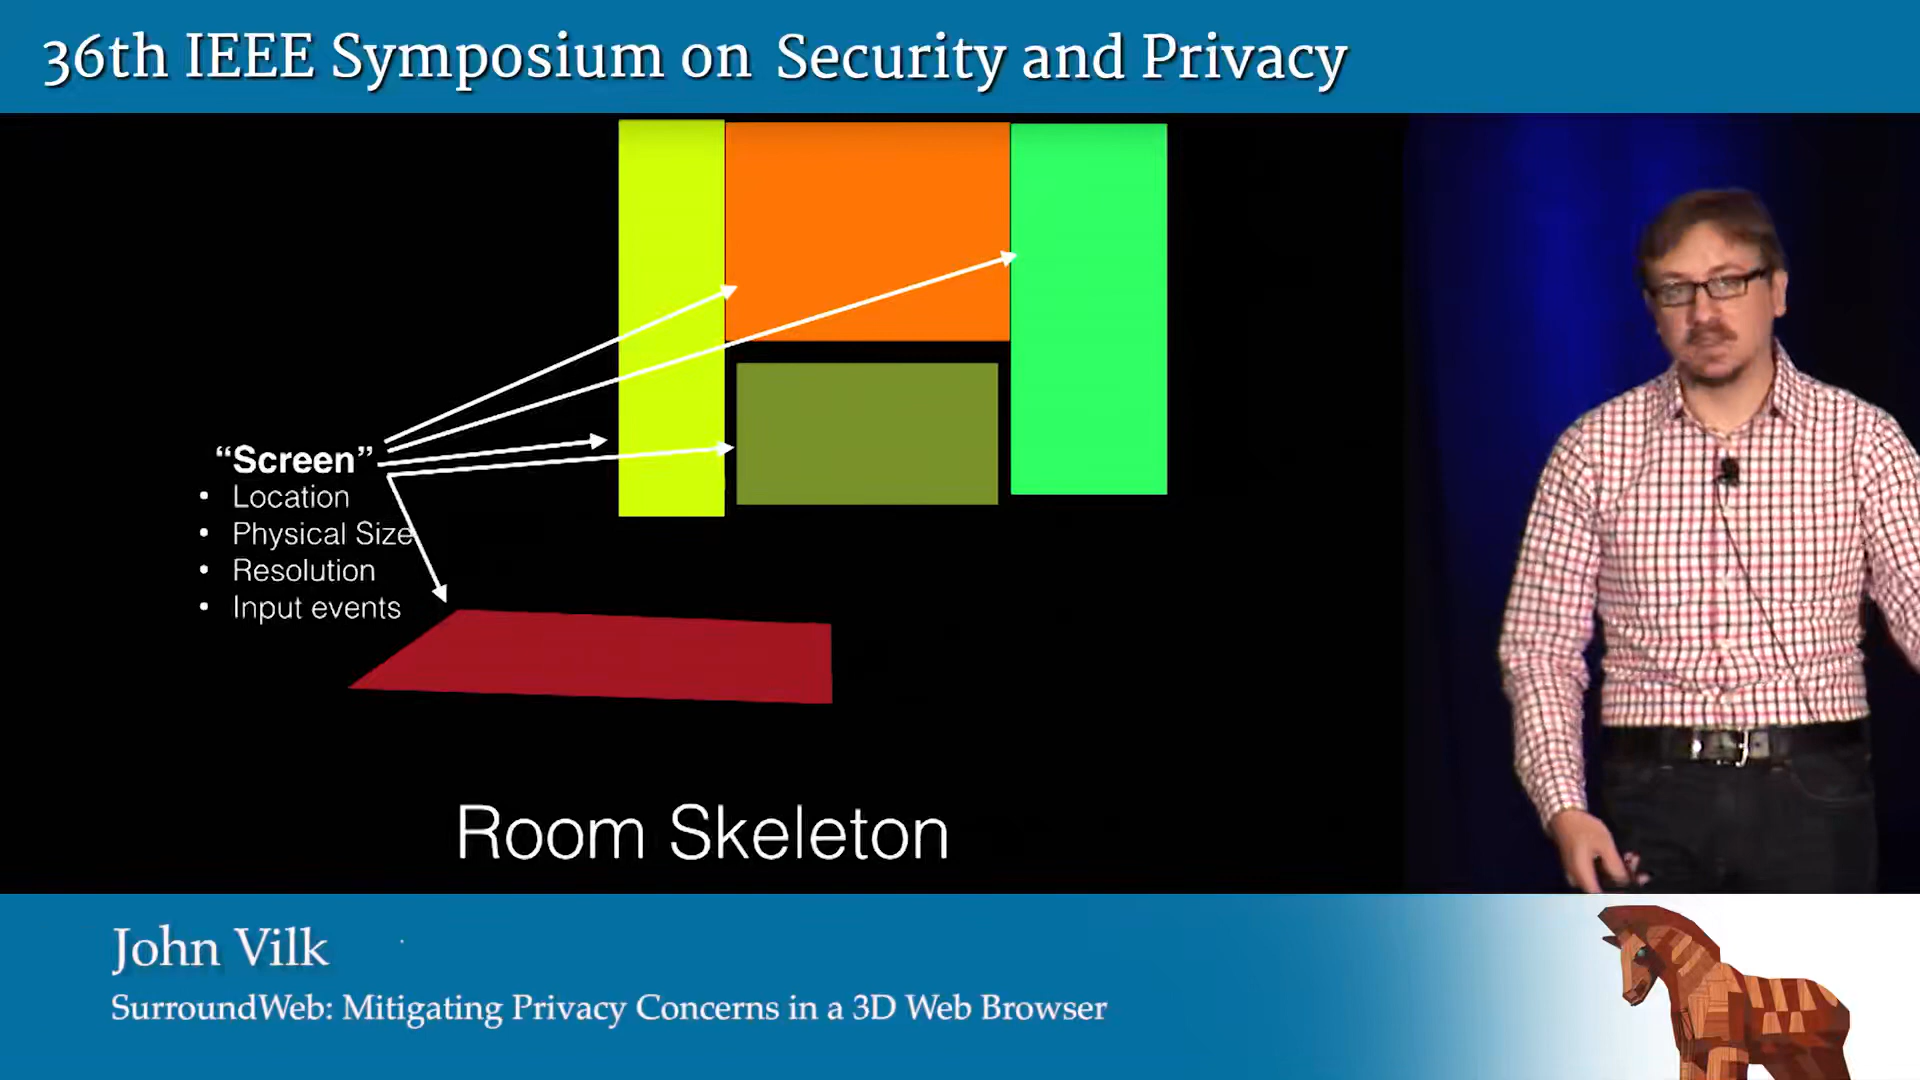 36th IEEE Symposium on Security and Privacy
“Screen”
• Location
• Physical Size
• Resolution
• Input events
Room Skeleton
John Vilk
SurroundWeb: Mitigating Privacy Concerns in a 3D Web Browser